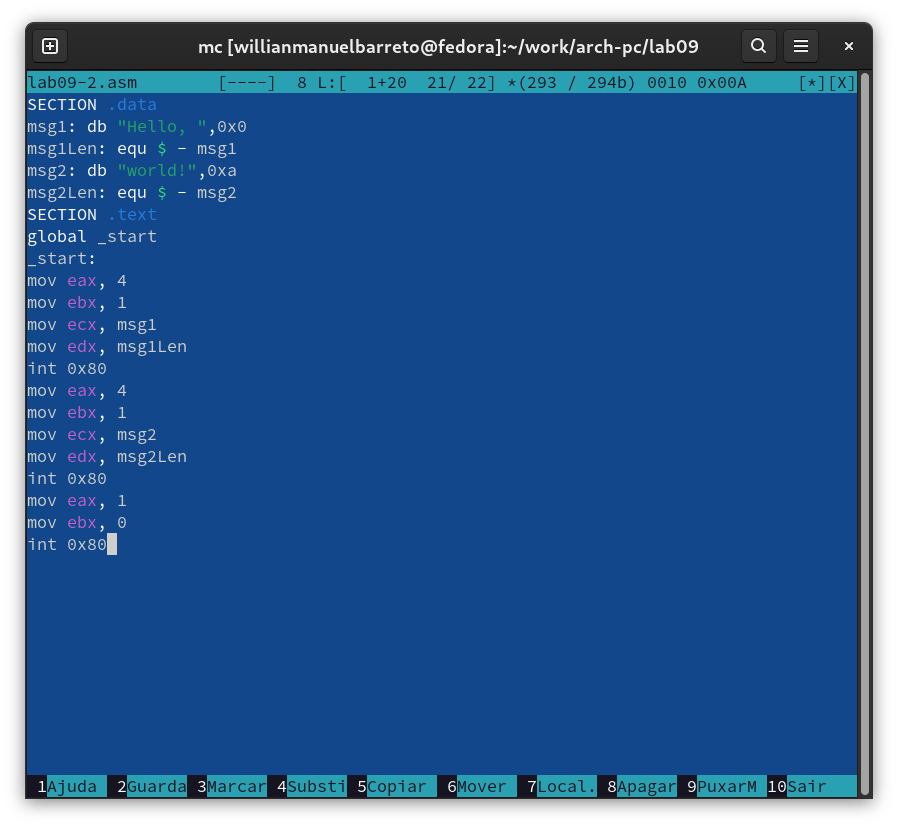 mc [willianmanuelbarreto@fedora]:~/work/arch-pc/lab09
lab09-2.asm        [----]  8 L:[  1+20  21/ 22] *(293 / 294b) 0010 0x00A     [*][X]
SECTION .data
msg1: db "Hello, ",0x0
msg1Len: equ $ - msg1
msg2: db "world!",0xa
msg2Len: equ $ - msg2
SECTION .text
global _start
_start:
mov eax, 4
mov ebx, 1
mov ecx, msg1
mov edx, msg1Len
int 0x80
mov eax, 4
mov ebx, 1
mov ecx, msg2
mov edx, msg2Len
int 0x80
mov eax, 1
mov ebx, 0
int 0x80
1Ajuda 2Guarda 3Marcar 4Substi 5Copiar 6Mover 7Local. 8Apagar 9PuxarM 10Sair